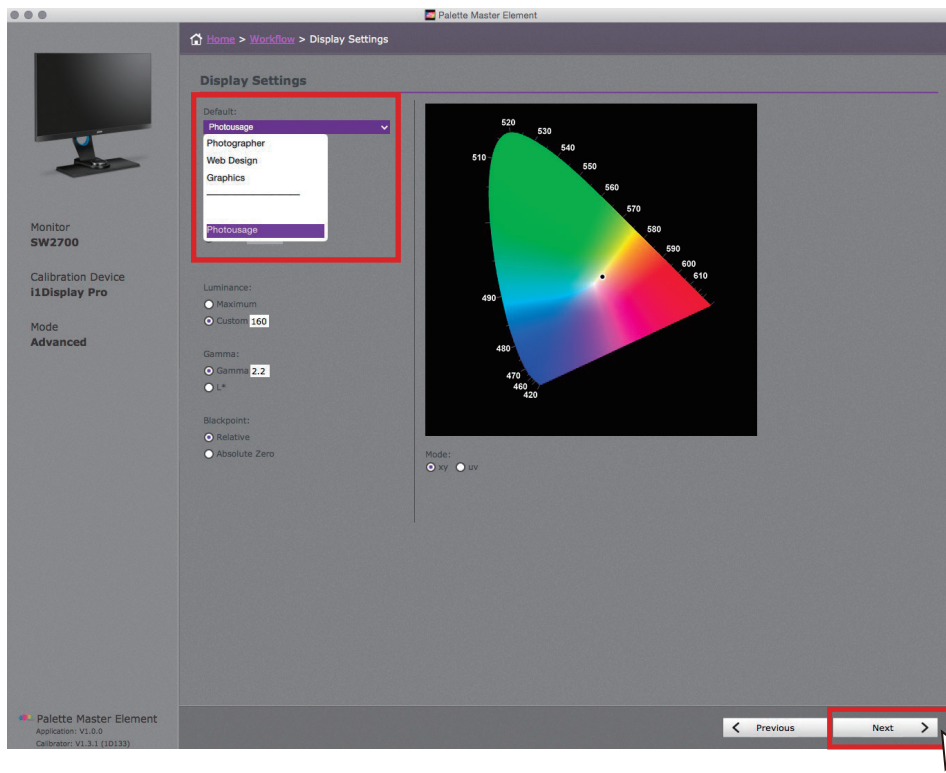 Palette Master Element
Home > Workflow > Display Settings
Display Settings
Default:
Photousage
Photographer
Web Design
Graphics
Photousage
Luminance:
Maximum
Custom 160
Gamma:
Gamma 2.2
L*
Blackpoint:
Relative
Absolute Zero
520
530
540
510
550
560
570
580
590
600
610
490
480
470
460
420
Mode:
xy uv
Monitor
SW2700
Calibration Device
i1Display Pro
Mode
Advanced
Palette Master Element
Application: V1.0.0
Calibrator: V1.3.1 (1D133)
Previous
Next